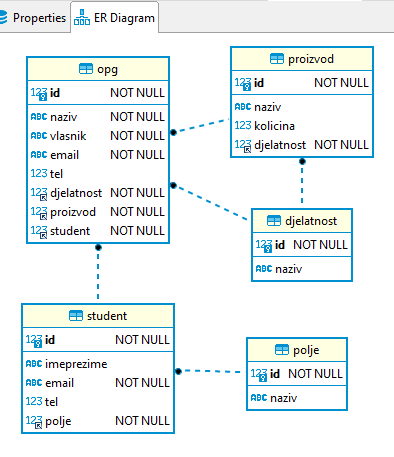 Properties ER Diagram
opg
123 id NOT NULL
ABC naziv NOT NULL
ABC vlasnik NOT NULL
ABC email NOT NULL
123 tel
123 djelatnost NOT NULL
123 proizvod NOT NULL
123 student NOT NULL
proizvod
123 id NOT NULL
ABC naziv
123 kolicina
123 djelatnost NOT NULL
djelatnost
123 id NOT NULL
ABC naziv
student
123 id NOT NULL
ABC imeprezime
ABC email NOT NULL
123 tel
123 polje NOT NULL
polje
123 id NOT NULL
ABC naziv